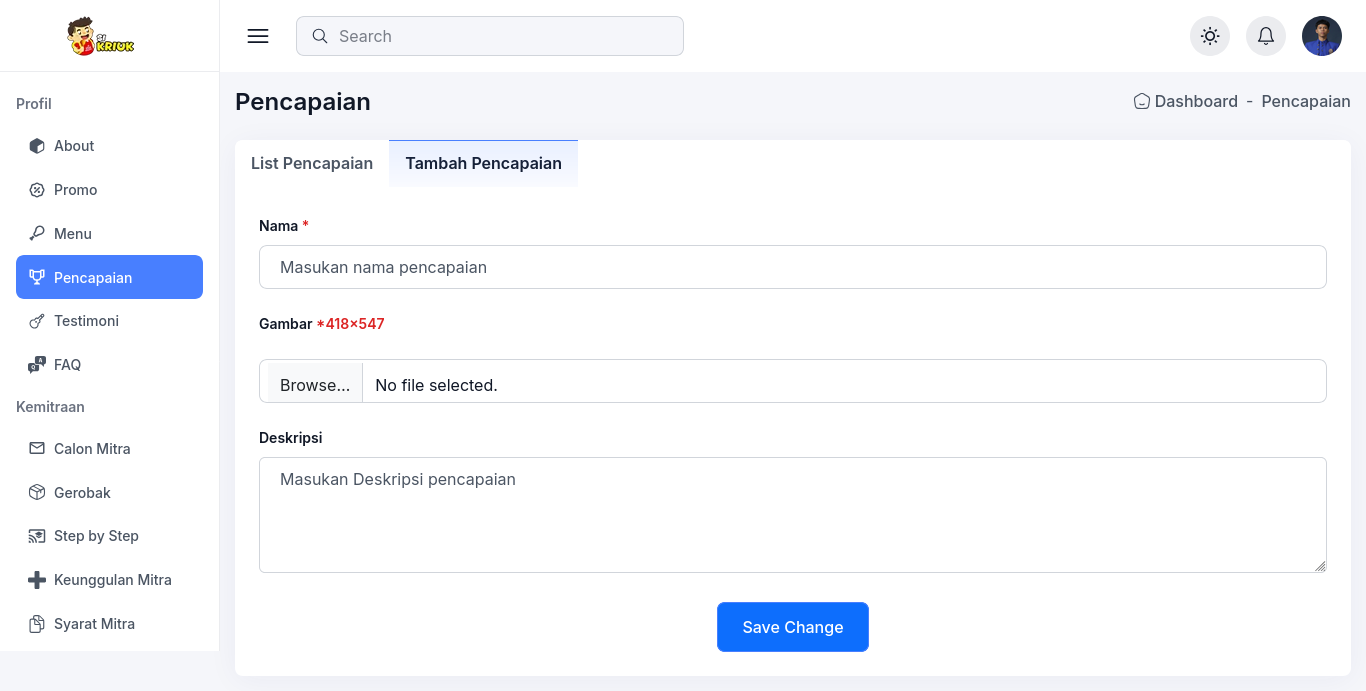 SI
KRIUK
Search
Profil
About
Promo
Menu
Pencapaian
Testimoni
FAQ
Kemitraan
Calon Mitra
Gerobak
Step by Step
Keunggulan Mitra
Syarat Mitra
Pencapaian
Dashboard - Pencapaian
List Pencapaian
Tambah Pencapaian
Nama *
Masukan nama pencapaian
Gambar *418x547
Browse... No file selected.
Deskripsi
Masukan Deskripsi pencapaian
Save Change